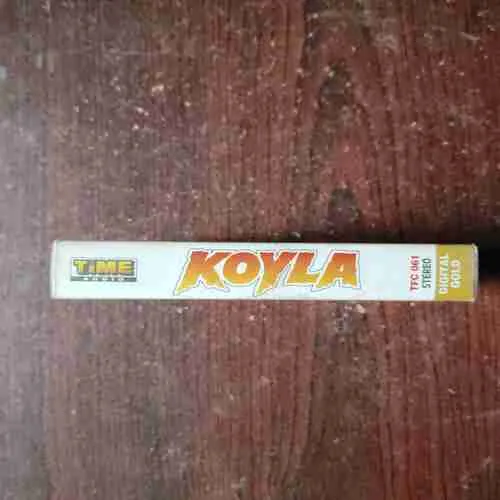 TiME
AUDIO
KOYLA
TFC 061
STEREO
DIGITAL
GOLD